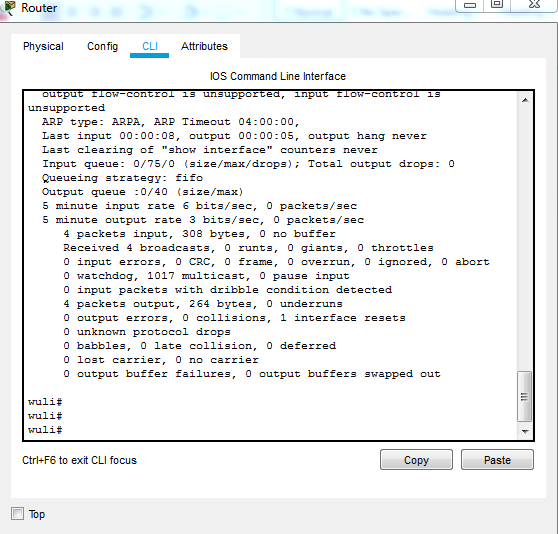 Router
Physical Config CLI Attributes
IOS Command Line Interface
output flow-control is unsupported, input flow-control is
unsupported
ARP type: ARPA, ARP Timeout 04:00:00,
Last input 00:00:08, output 00:00:05, output hang never
Last clearing of "show interface" counters never
Input queue: 0/75/0 (size/max/drops); Total output drops: 0
Queueing strategy: fifo
Output queue :0/40 (size/max)
5 minute input rate 6 bits/sec, 0 packets/sec
5 minute output rate 3 bits/sec, 0 packets/sec
4 packets input, 308 bytes, 0 no buffer
Received 4 broadcasts, 0 runts, 0 giants, 0 throttles
0 input errors, 0 CRC, 0 frame, 0 overrun, 0 ignored, 0 abort
0 watchdog, 1017 multicast, 0 pause input
0 input packets with dribble condition detected
4 packets output, 264 bytes, 0 underruns
0 output errors, 0 collisions, 1 interface resets
0 unknown protocol drops
0 babbles, 0 late collision, 0 deferred
0 lost carrier, 0 no carrier
0 output buffer failures, 0 output buffers swapped out
wuli#
wuli#
wuli#
Ctrl+F6 to exit CLI focus
Copy Paste
Top